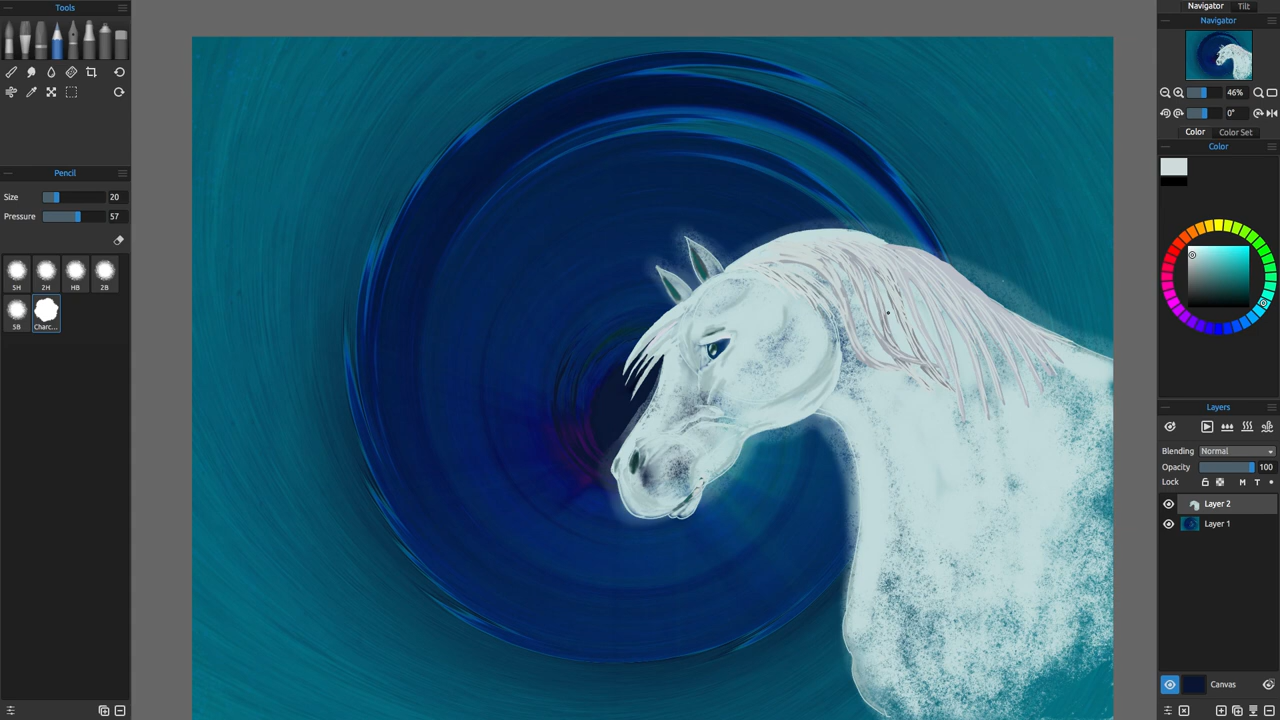 Tools
Pencil
Size 20
Pressure 57
5H 2H HB 2B
5B Charc...
Navigator Tilt
Navigator
46%
0°
Color Color Set
Color
Layers
Blending Normal
Opacity 100
Lock M T
Layer 2
Layer 1
Canvas